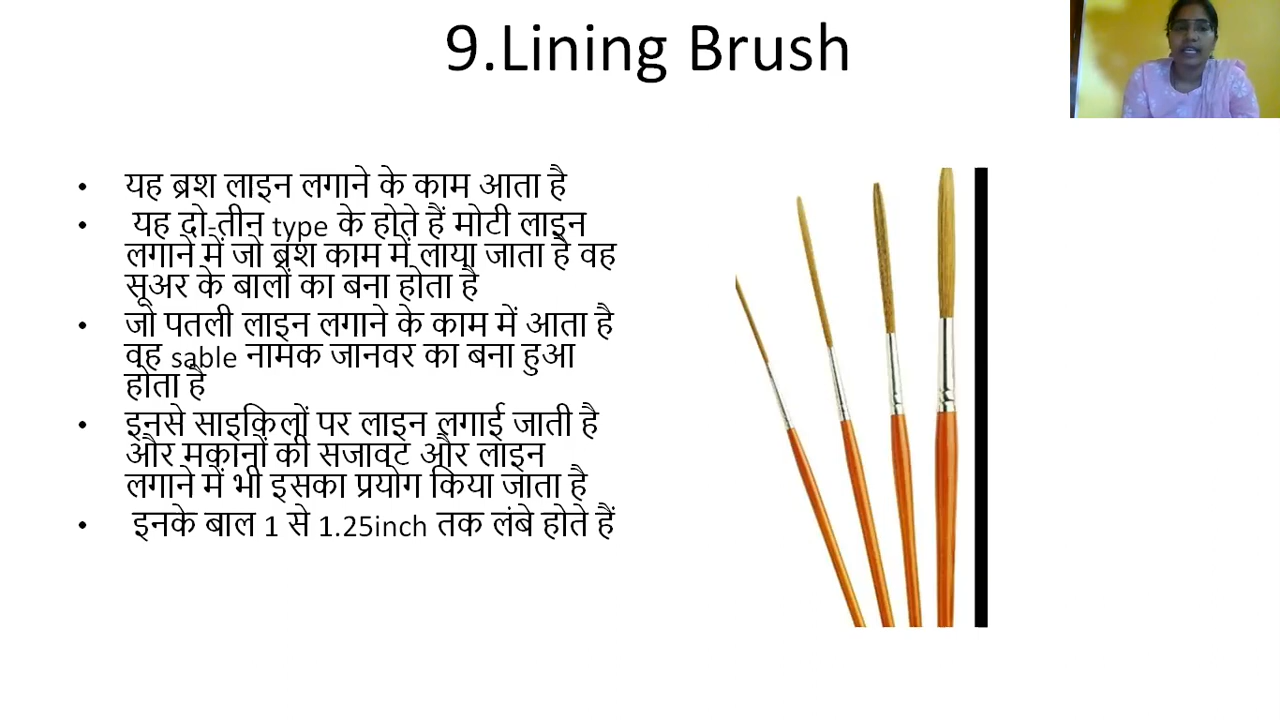 9.Lining Brush
• यह ब्रश लाइन लगाने के काम आता है
• यह दो-तीन type के होते हैं मोटी लाइन
लगाने में जो ब्रश काम में लाया जाता है वह
सूअर के बालों का बना होता है
• जो पतली लाइन लगाने के काम में आता है
वह sable नामक जानवर का बना हुआ
होता है
• इनसे साइकिलों पर लाइन लगाई जाती है
और मकानों की सजावट और लाइन
लगाने में भी इसका प्रयोग किया जाता है
• इनके बाल 1 से 1.25inch तक लंबे होते हैं